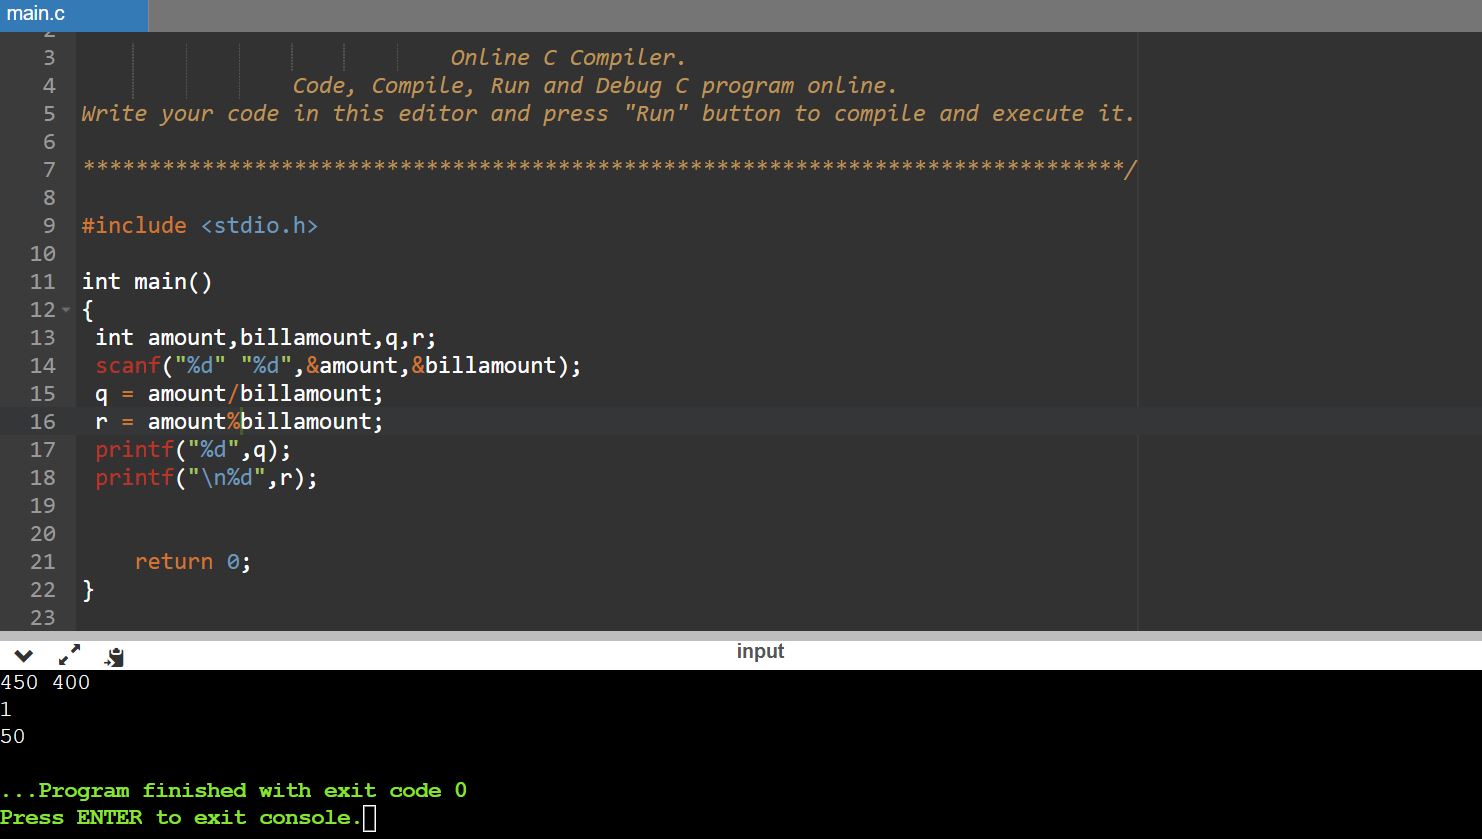 main.c
3 Online C Compiler.
4 Code, Compile, Run and Debug C program online.
5 Write your code in this editor and press "Run" button to compile and execute it.
6
7 *******************************************************************************/
8
9 #include <stdio.h>
10
11 int main()
12 {
13 int amount,billamount,q,r;
14 scanf("%d" "%d",&amount,&billamount);
15 q = amount/billamount;
16 r = amount%billamount;
17 printf("%d",q);
18 printf("\n%d",r);
19
20
21 return 0;
22 }
23
input
450 400
1
50
...Program finished with exit code 0
Press ENTER to exit console.